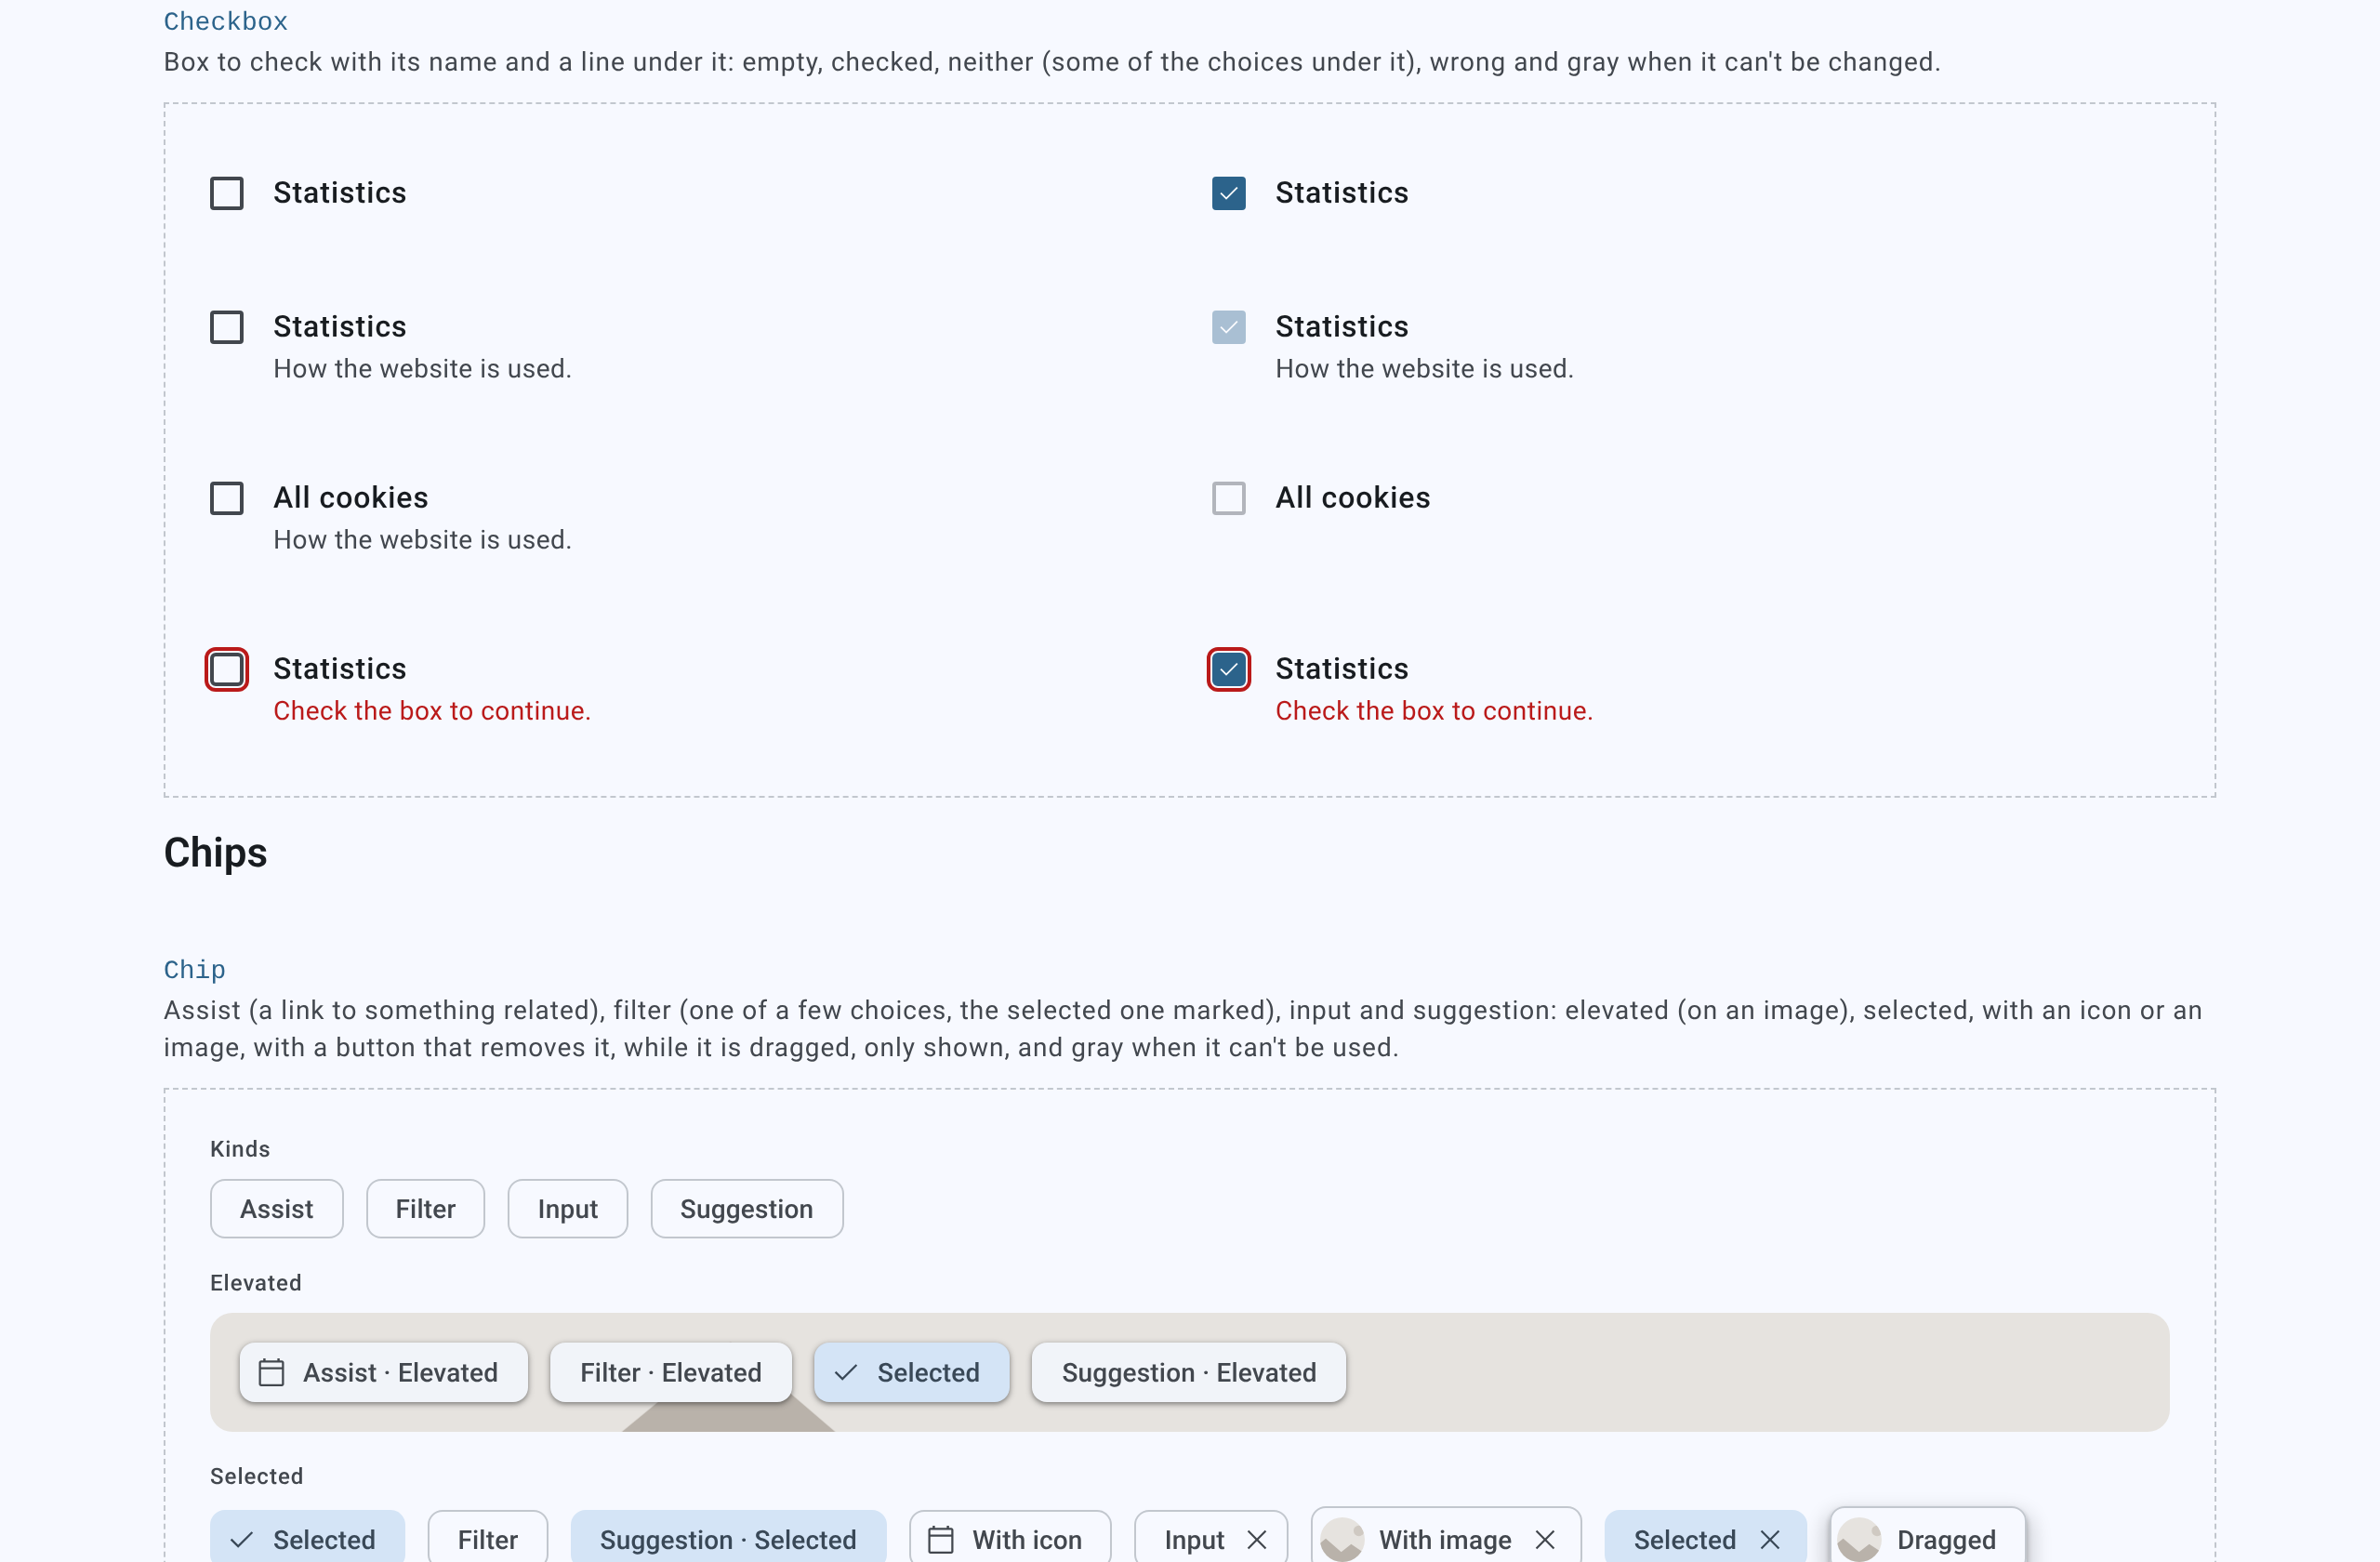 Checkbox
Box to check with its name and a line under it: empty, checked, neither (some of the choices under it), wrong and gray when it can't be changed.
Statistics
Statistics
Statistics
How the website is used.
Statistics
How the website is used.
All cookies
How the website is used.
All cookies
Statistics
Check the box to continue.
Statistics
Check the box to continue.
Chips
Chip
Assist (a link to something related), filter (one of a few choices, the selected one marked), input and suggestion: elevated (on an image), selected, with an icon or an
image, with a button that removes it, while it is dragged, only shown, and gray when it can't be used.
Kinds
Assist Filter Input Suggestion
Elevated
Assist · Elevated Filter · Elevated Selected Suggestion · Elevated
Selected
Selected Filter Suggestion · Selected With icon Input With image Selected Dragged